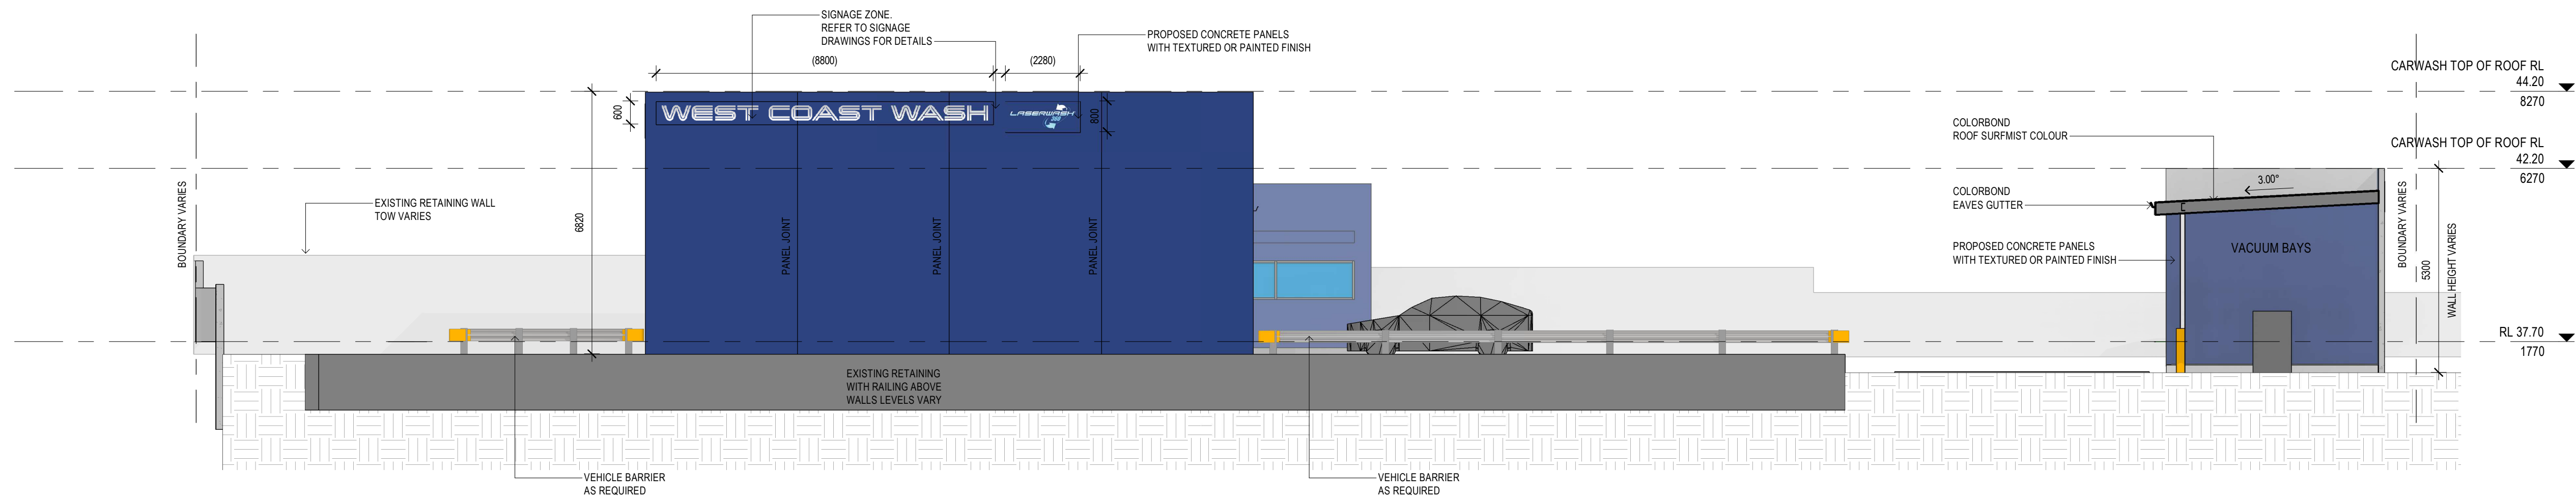 SIGNAGE ZONE.
REFER TO SIGNAGE
DRAWINGS FOR DETAILS
PROPOSED CONCRETE PANELS
WITH TEXTURED OR PAINTED FINISH
(8800)
(2280)
CARWASH TOP OF ROOF RL
44.20
8270
600
WEST COAST WASH
LASERWASH
360
800
COLORBOND
ROOF SURFMIST COLOUR
CARWASH TOP OF ROOF RL
42.20
6270
BOUNDARY VARIES
EXISTING RETAINING WALL
TOW VARIES
6820
PANEL JOINT
PANEL JOINT
PANEL JOINT
3.00°
COLORBOND
EAVES GUTTER
PROPOSED CONCRETE PANELS
WITH TEXTURED OR PAINTED FINISH
VACUUM BAYS
BOUNDARY VARIES
5300
WALL HEIGHT VARIES
RL 37.70
1770
EXISTING RETAINING
WITH RAILING ABOVE
WALLS LEVELS VARY
VEHICLE BARRIER
AS REQUIRED
VEHICLE BARRIER
AS REQUIRED